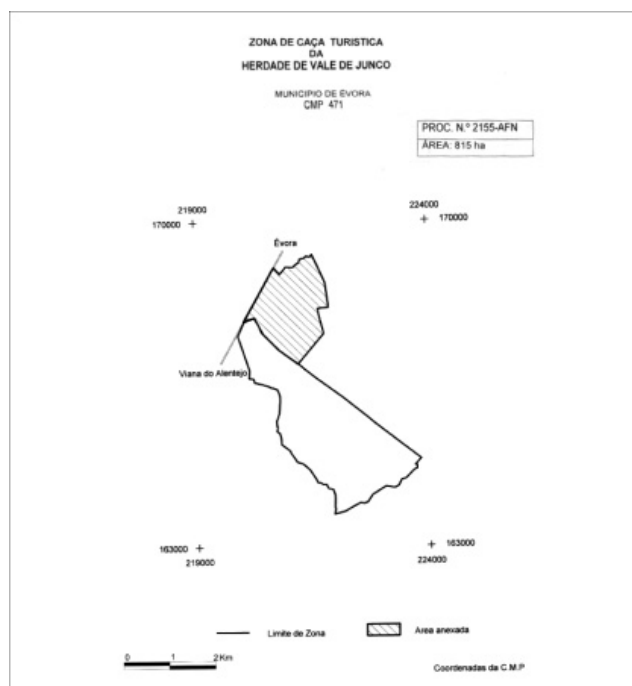 ZONA DE CAÇA TURISTICA
DA
HERDADE DE VALE DE JUNCO
MUNICIPIO DE ÉVORA
CMP 471
PROC. N.º 2155-AFN
ÁREA: 815 ha
219000
170000
224000
170000
Évora
Viana do Alentejo
163000
219000
163000
224000
Limite de Zona
Area anexada
0 1 2 Km
Coordenadas da C.M.P